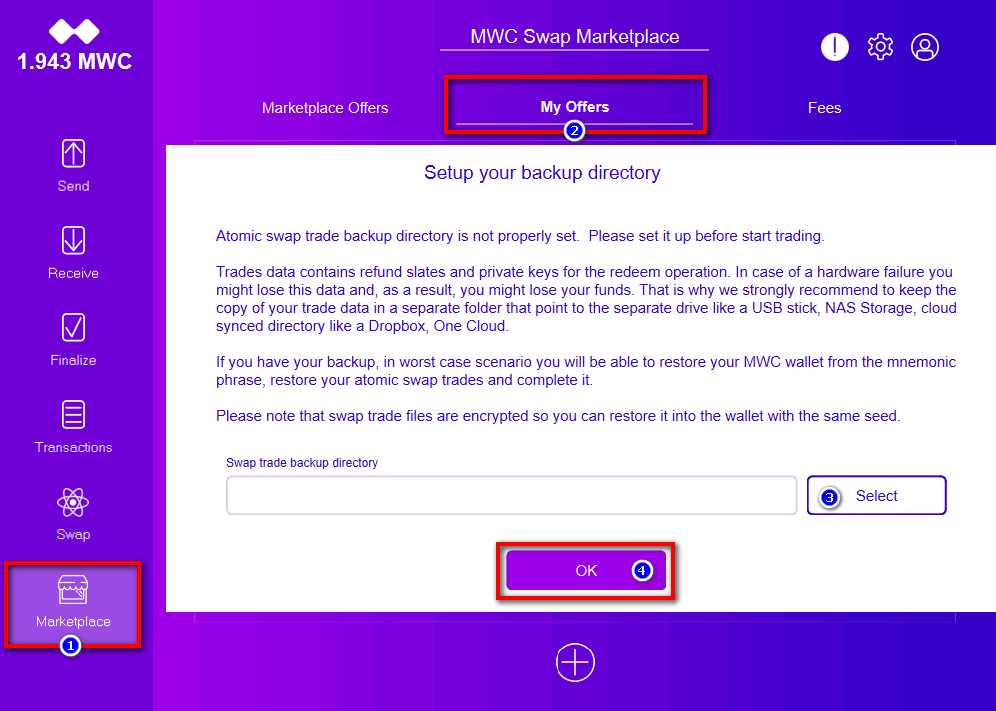 1.943 MWC
MWC Swap Marketplace
Marketplace Offers
My Offers
Fees
2
Send
Receive
Finalize
Transactions
Swap
Marketplace
1
Setup your backup directory
Atomic swap trade backup directory is not properly set.  Please set it up before start trading.
Trades data contains refund slates and private keys for the redeem operation. In case of a hardware failure you
might lose this data and, as a result, you might lose your funds. That is why we strongly recommend to keep the
copy of your trade data in a separate folder that point to the separate drive like a USB stick, NAS Storage, cloud
synced directory like a Dropbox, One Cloud.
If you have your backup, in worst case scenario you will be able to restore your MWC wallet from the mnemonic
phrase, restore your atomic swap trades and complete it.
Please note that swap trade files are encrypted so you can restore it into the wallet with the same seed.
Swap trade backup directory
3 Select
OK 4